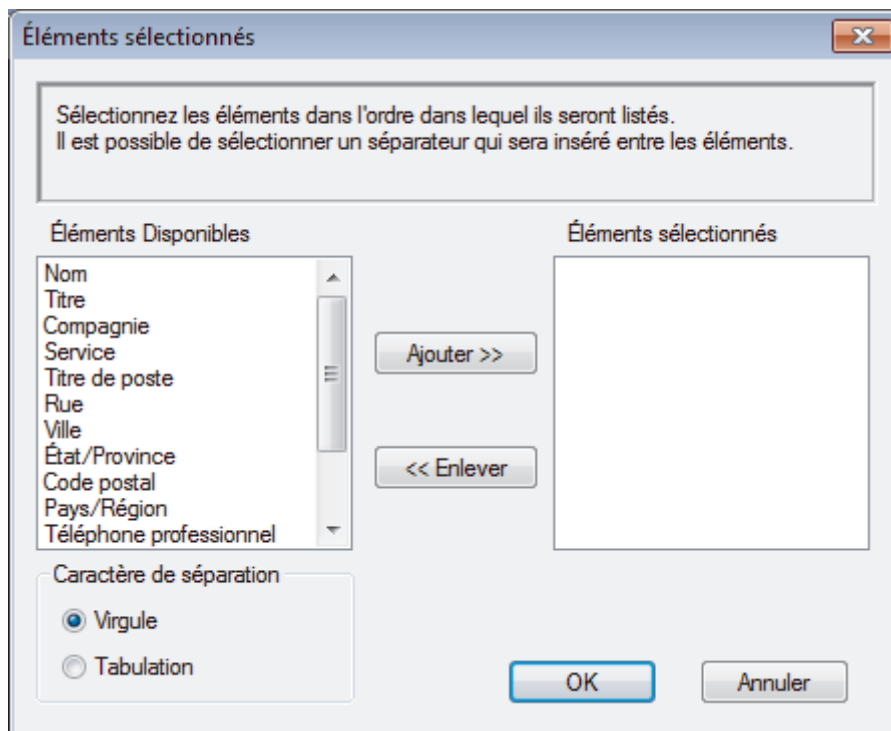 Éléments sélectionnés
Sélectionnez les éléments dans l'ordre dans lequel ils seront listés.
Il est possible de sélectionner un séparateur qui sera inséré entre les éléments.
Éléments Disponibles
Éléments sélectionnés
Nom
Titre
Compagnie
Service
Titre de poste
Rue
Ville
État/Province
Code postal
Pays/Région
Téléphone professionnel
Ajouter >>
<< Enlever
Caractère de séparation
Virgule
Tabulation
OK
Annuler